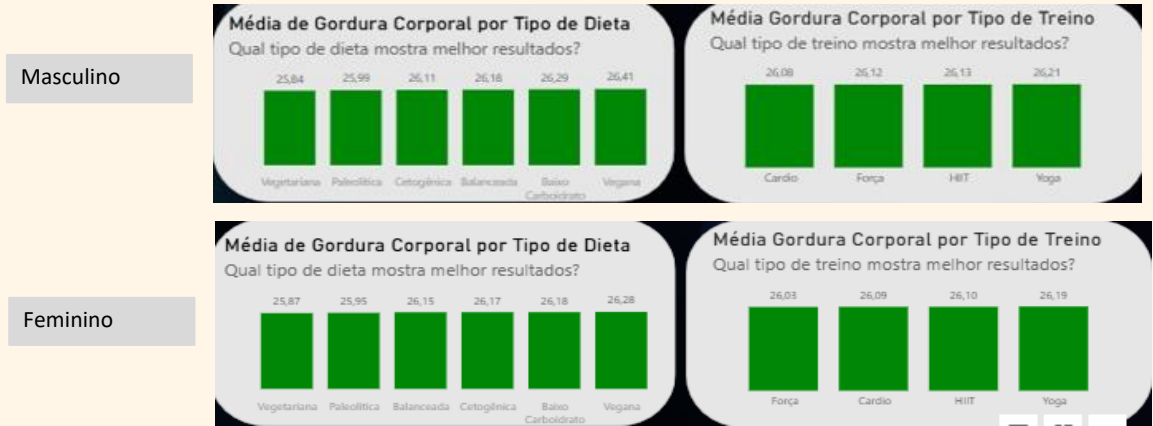 Masculino
Média de Gordura Corporal por Tipo de Dieta
Qual tipo de dieta mostra melhor resultados?
25,84 25,99 26,11 26,18 26,29 26,41
Vegetariana Paleolítica Cetogênica Balanceada Baixo Vegana
Carboidrato
Média Gordura Corporal por Tipo de Treino
Qual tipo de treino mostra melhor resultados?
26,08 26,12 26,13 26,21
Cardio Força HIIT Yoga
Feminino
Média de Gordura Corporal por Tipo de Dieta
Qual tipo de dieta mostra melhor resultados?
25,87 25,95 26,15 26,17 26,18 26,28
Vegetariana Paleolítica Balanceada Cetogênica Baixo Vegana
Carboidrato
Média Gordura Corporal por Tipo de Treino
Qual tipo de treino mostra melhor resultados?
26,03 26,09 26,10 26,19
Força Cardio HIIT Yoga